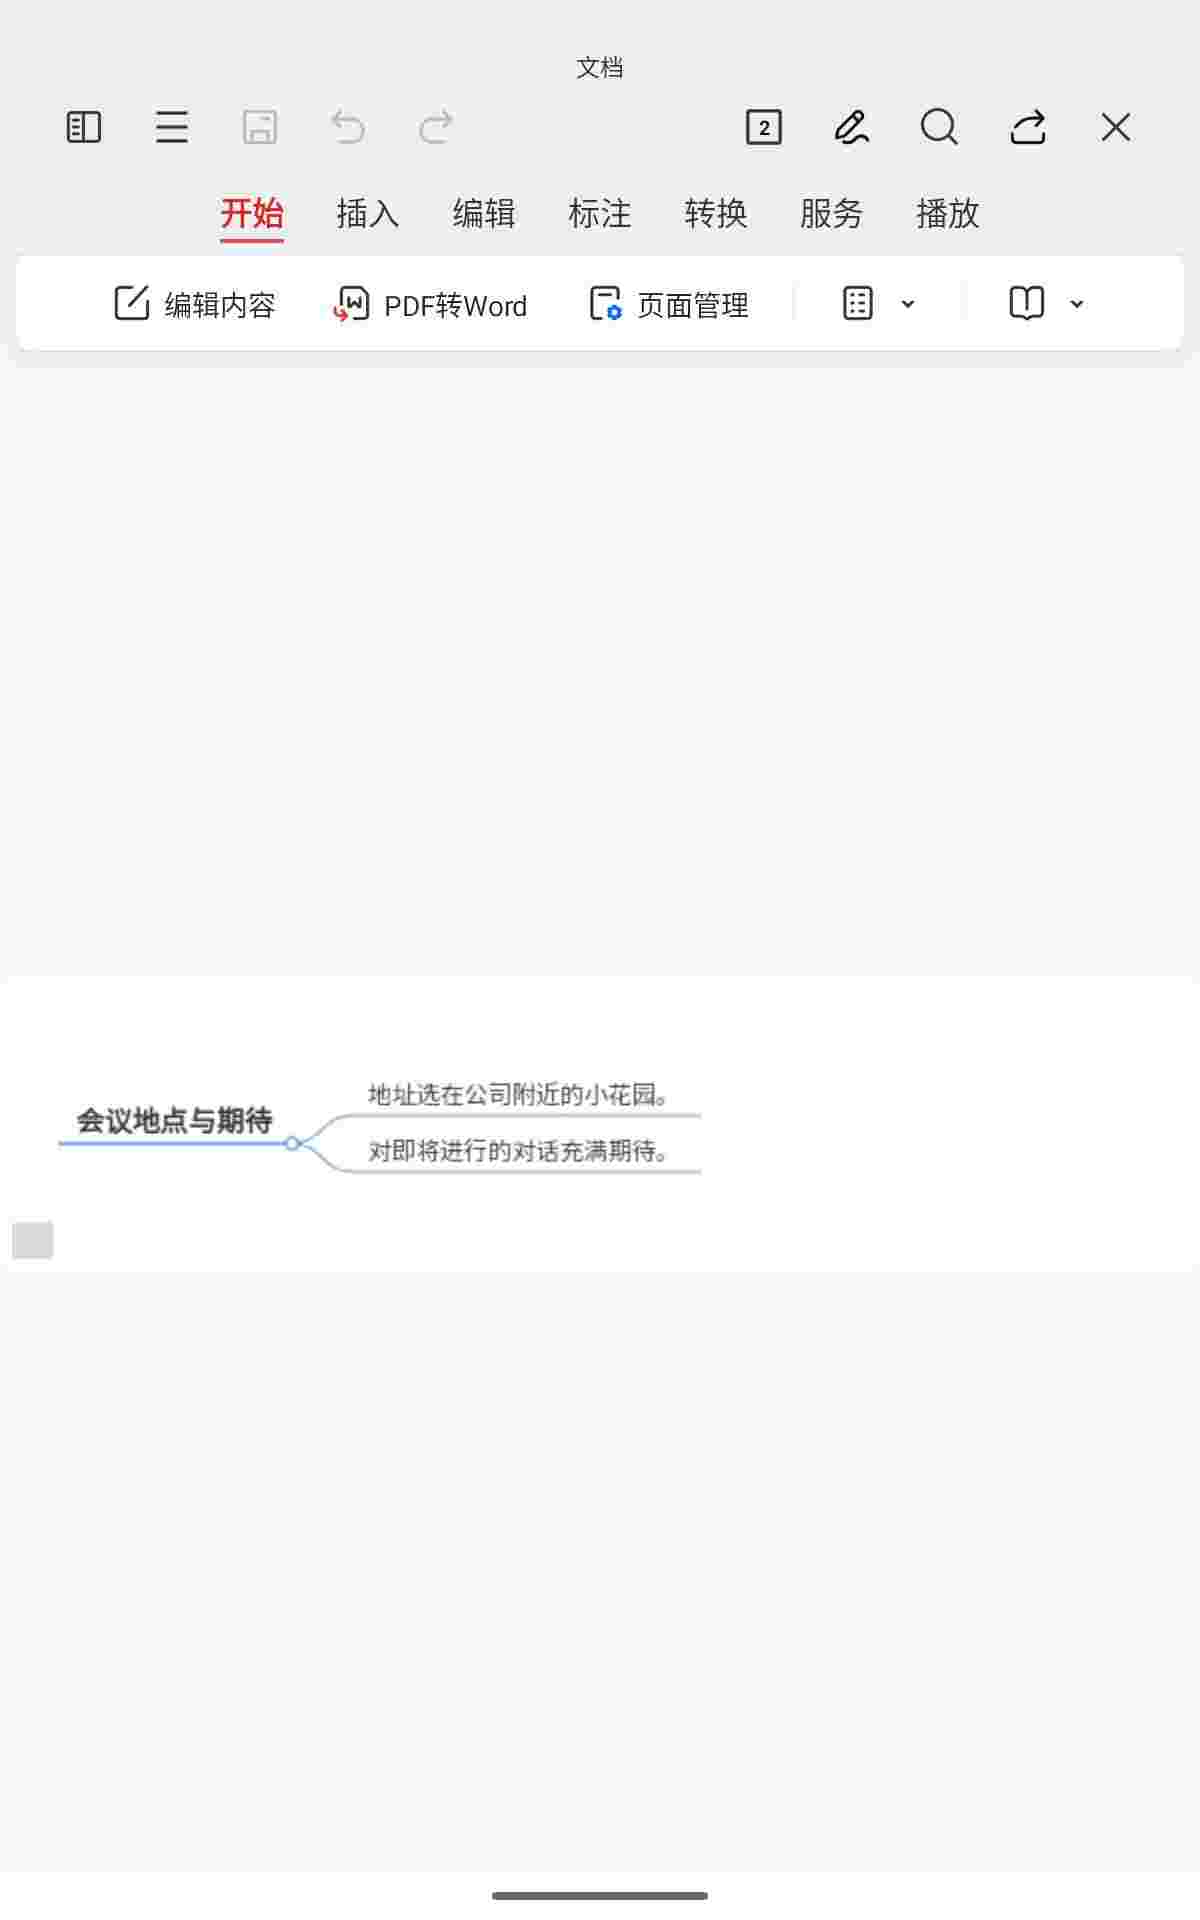 文档
2
开始 插入 编辑 标注 转换 服务 播放
编辑内容 PDF转Word 页面管理
地址选在公司附近的小花园。
会议地点与期待
对即将进行的对话充满期待。